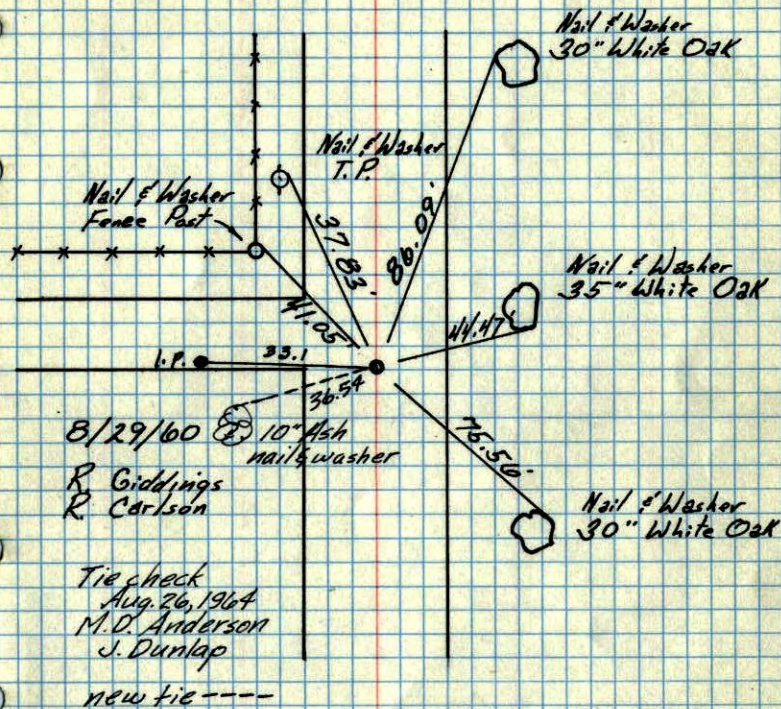 Nail & Washer
30" White Oak
Nail & Washer
T.P.
Nail & Washer
Fence Post
37.83'
86.09'
41.05'
Nail & Washer
35" White Oak
44.47'
I.P.
33.1
36.54
8/29/60
10" Ash
nail & washer
R Giddings
R Carlson
75.56'
Nail & Washer
30" White Oak
Tie check
Aug. 26, 1964
M.D. Anderson
J. Dunlap
new tie ----